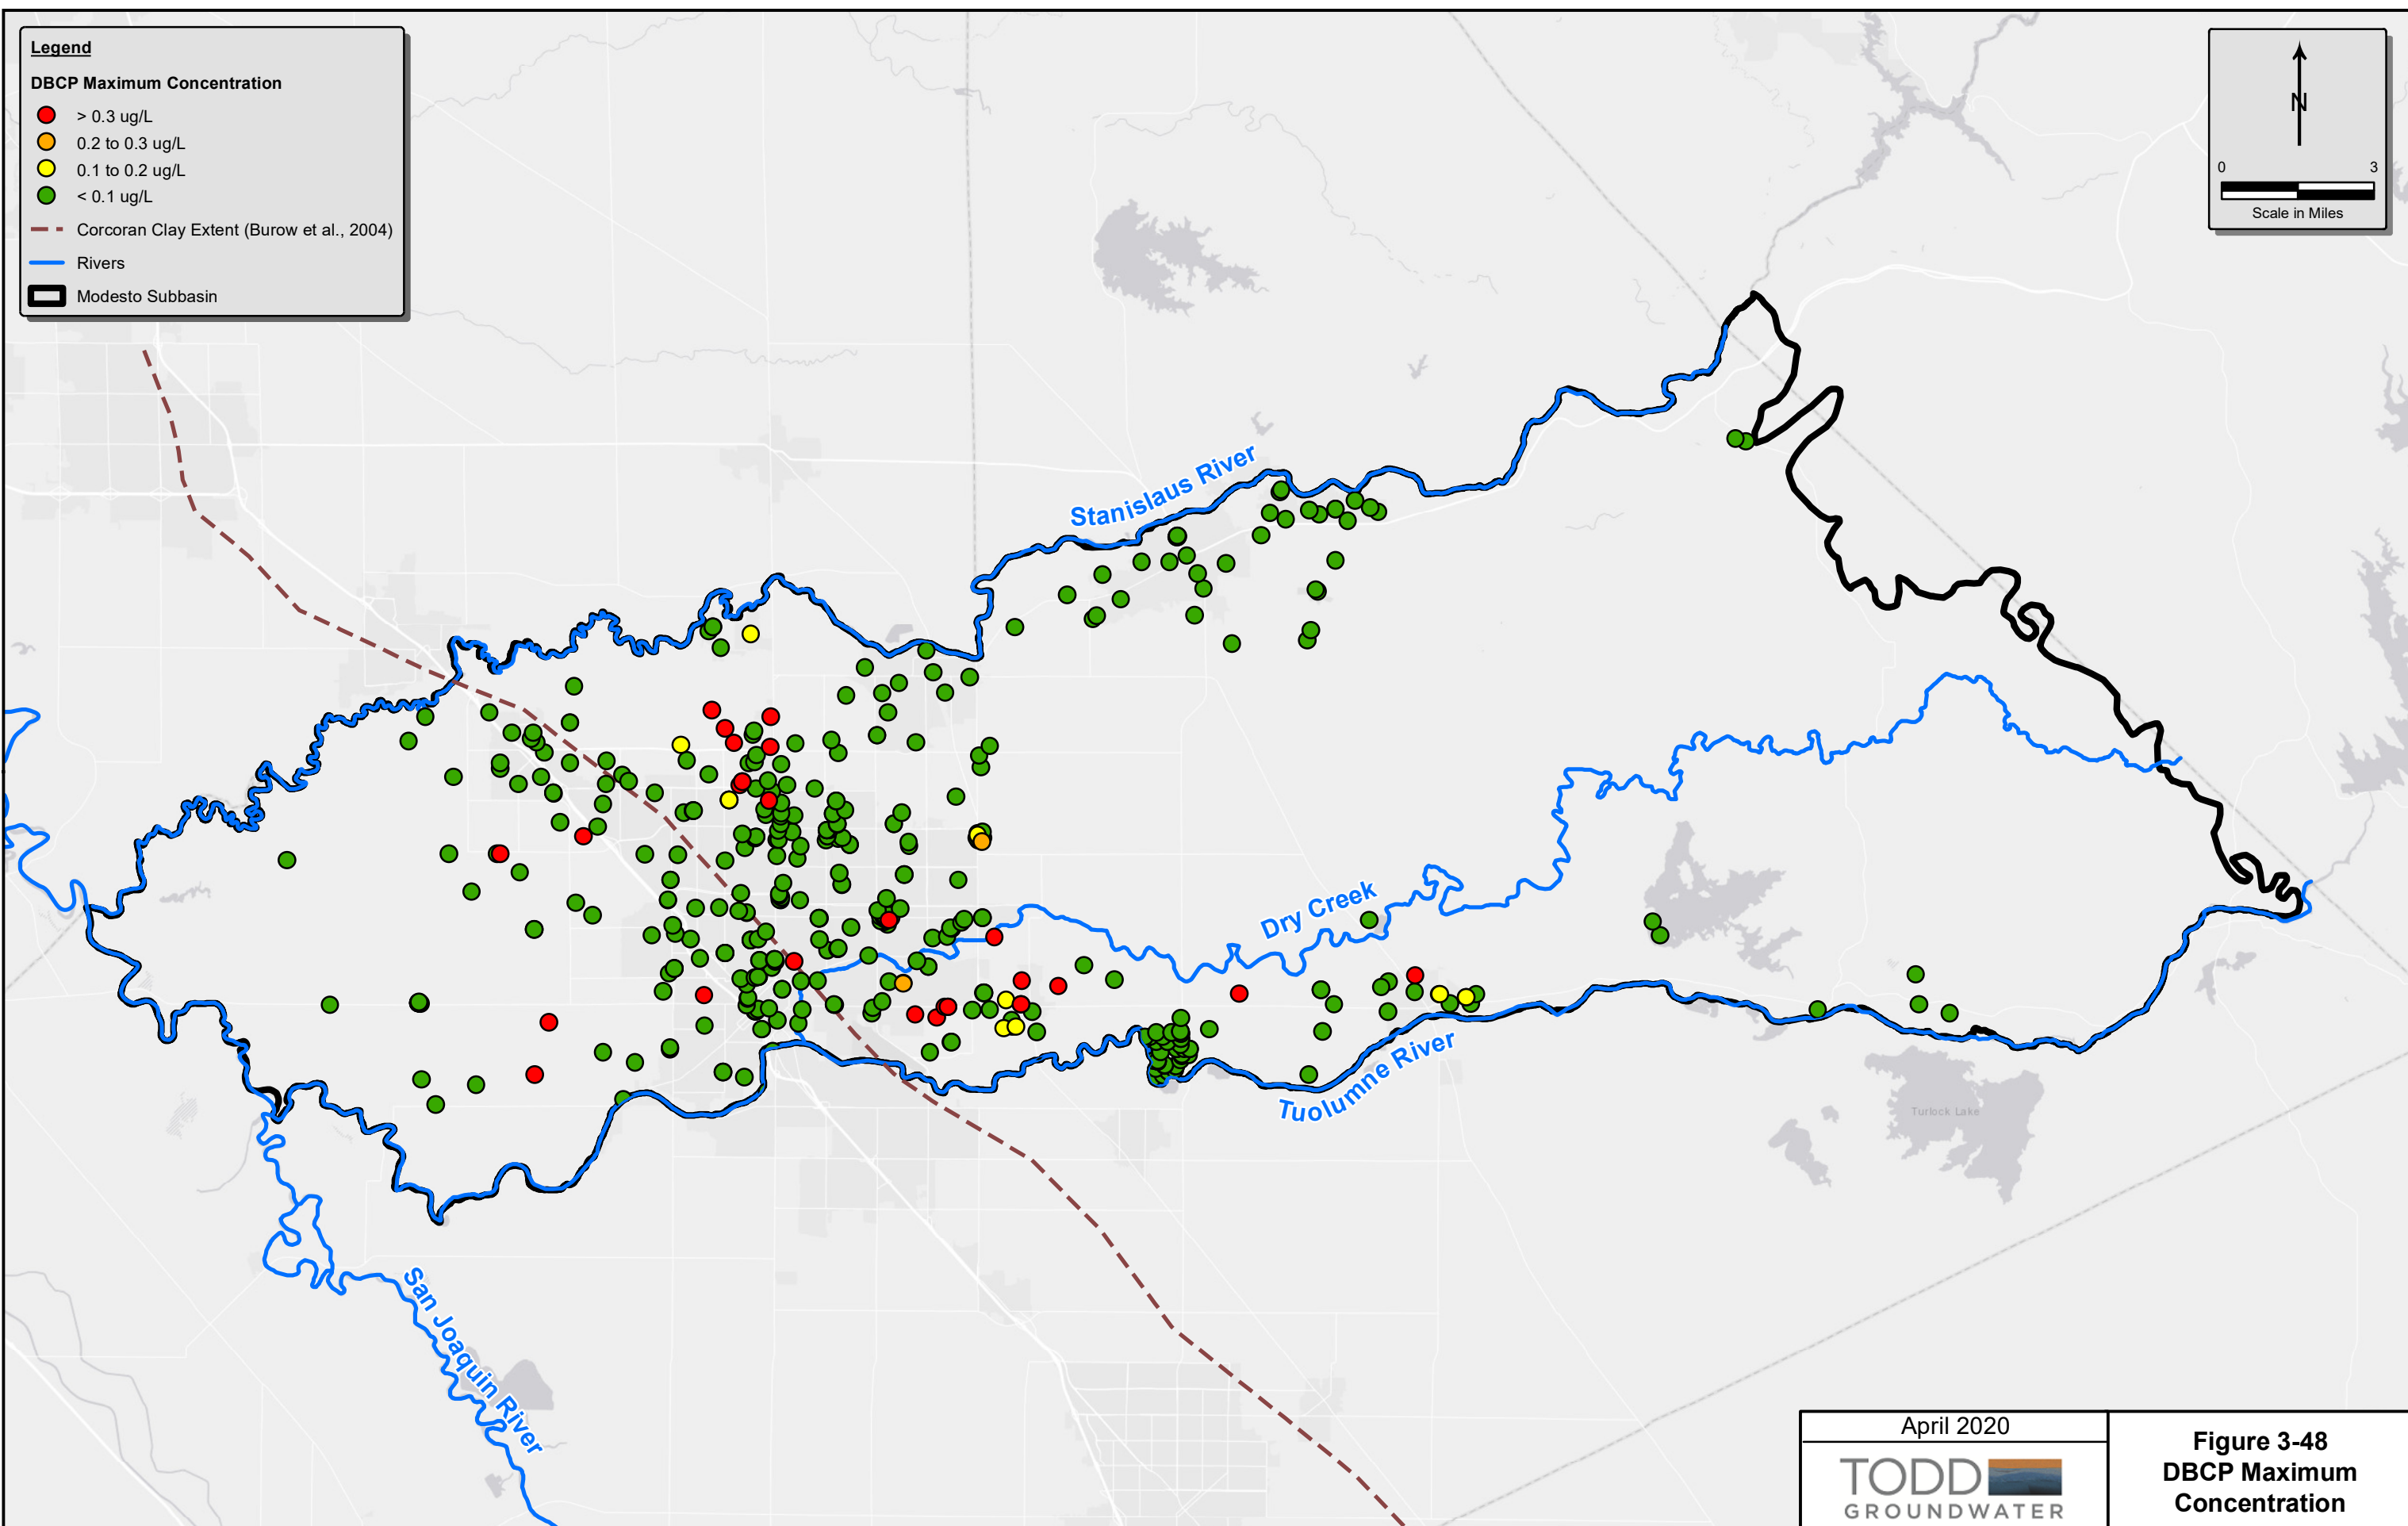 Legend
DBCP Maximum Concentration
> 0.3 ug/L
0.2 to 0.3 ug/L
0.1 to 0.2 ug/L
< 0.1 ug/L
Corcoran Clay Extent (Burow et al., 2004)
Rivers
Modesto Subbasin
N
0 3
Scale in Miles
Stanislaus River
Dry Creek
Tuolumne River
Turlock Lake
San Joaquin River
April 2020
TODD
GROUNDWATER
Figure 3-48
DBCP Maximum
Concentration